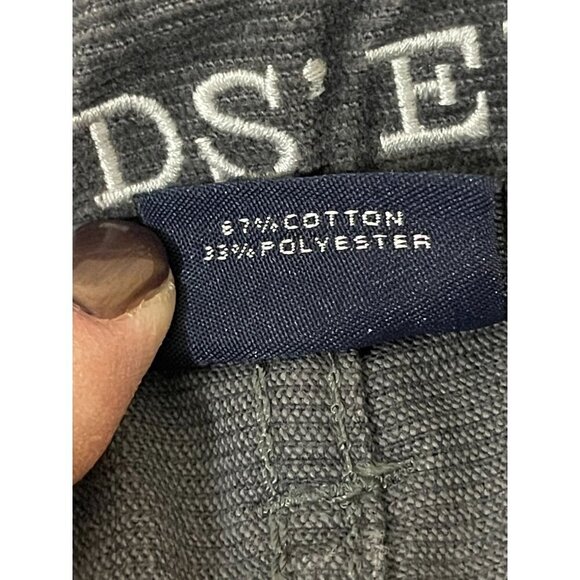 DS' E
67% COTTON
33% POLYESTER